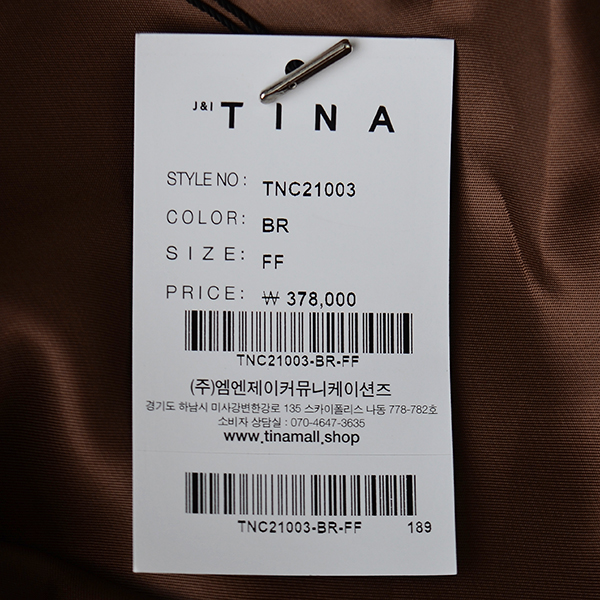 J&I TINA
STYLE NO : TNC21003
COLOR: BR
SIZE: FF
PRICE: ₩ 378,000
TNC21003-BR-FF
(주)엠엔제이커뮤니케이션즈
경기도 하남시 미사강변한강로 135 스카이폴리스 나동 778-782호
소비자 상담실 : 070-4647-3635
www.tinamall.shop
TNC21003-BR-FF 189